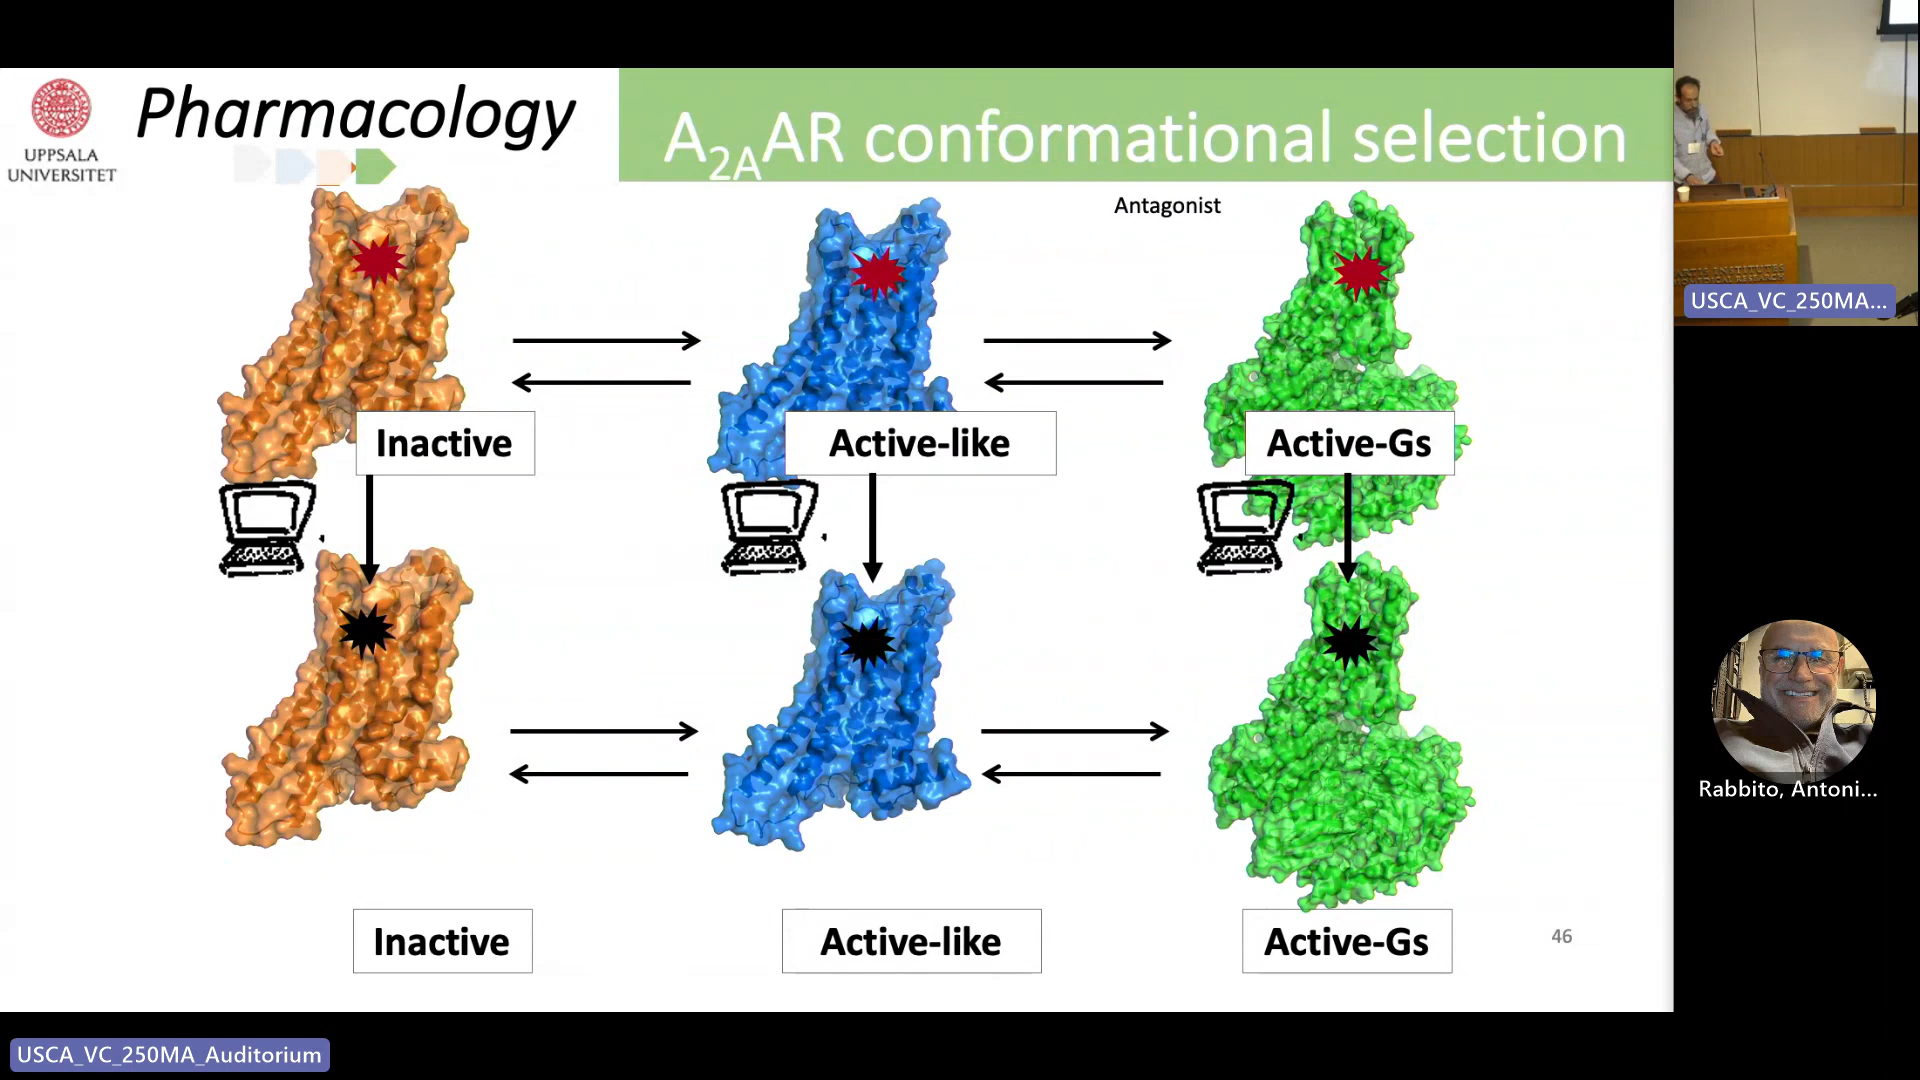 Pharmacology
A2AAR conformational selection
UPPSALA
UNIVERSITET
Antagonist
Inactive
Active-like
Active-Gs
Inactive
Active-like
Active-Gs
46
USCA_VC_250MA...
Rabbito, Antoni...
USCA_VC_250MA_Auditorium